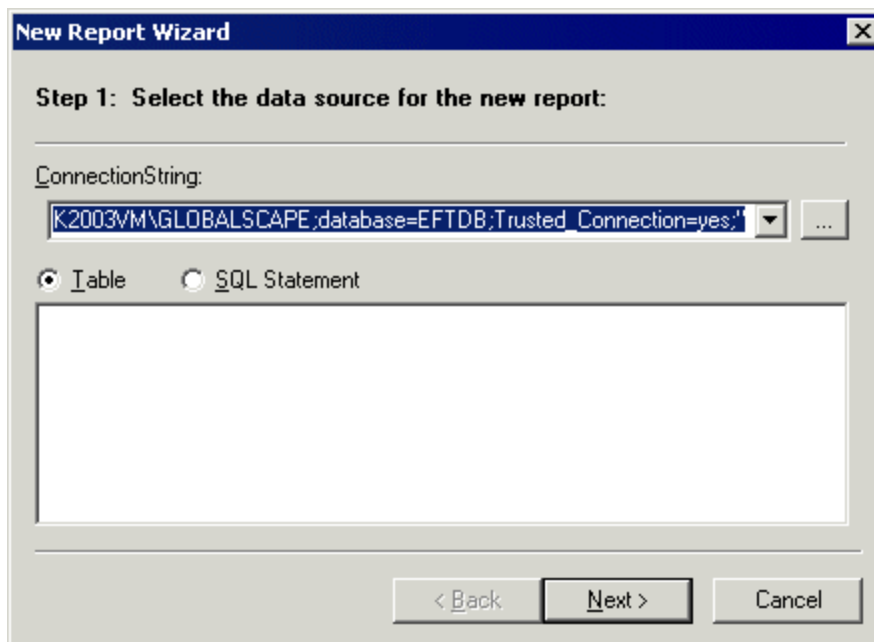 New Report Wizard
Step 1: Select the data source for the new report:
ConnectionString:
K2003VM\GLOBALSCAPE;database=EFTDB;Trusted_Connection=yes;"
...
Table SQL Statement
< Back Next > Cancel